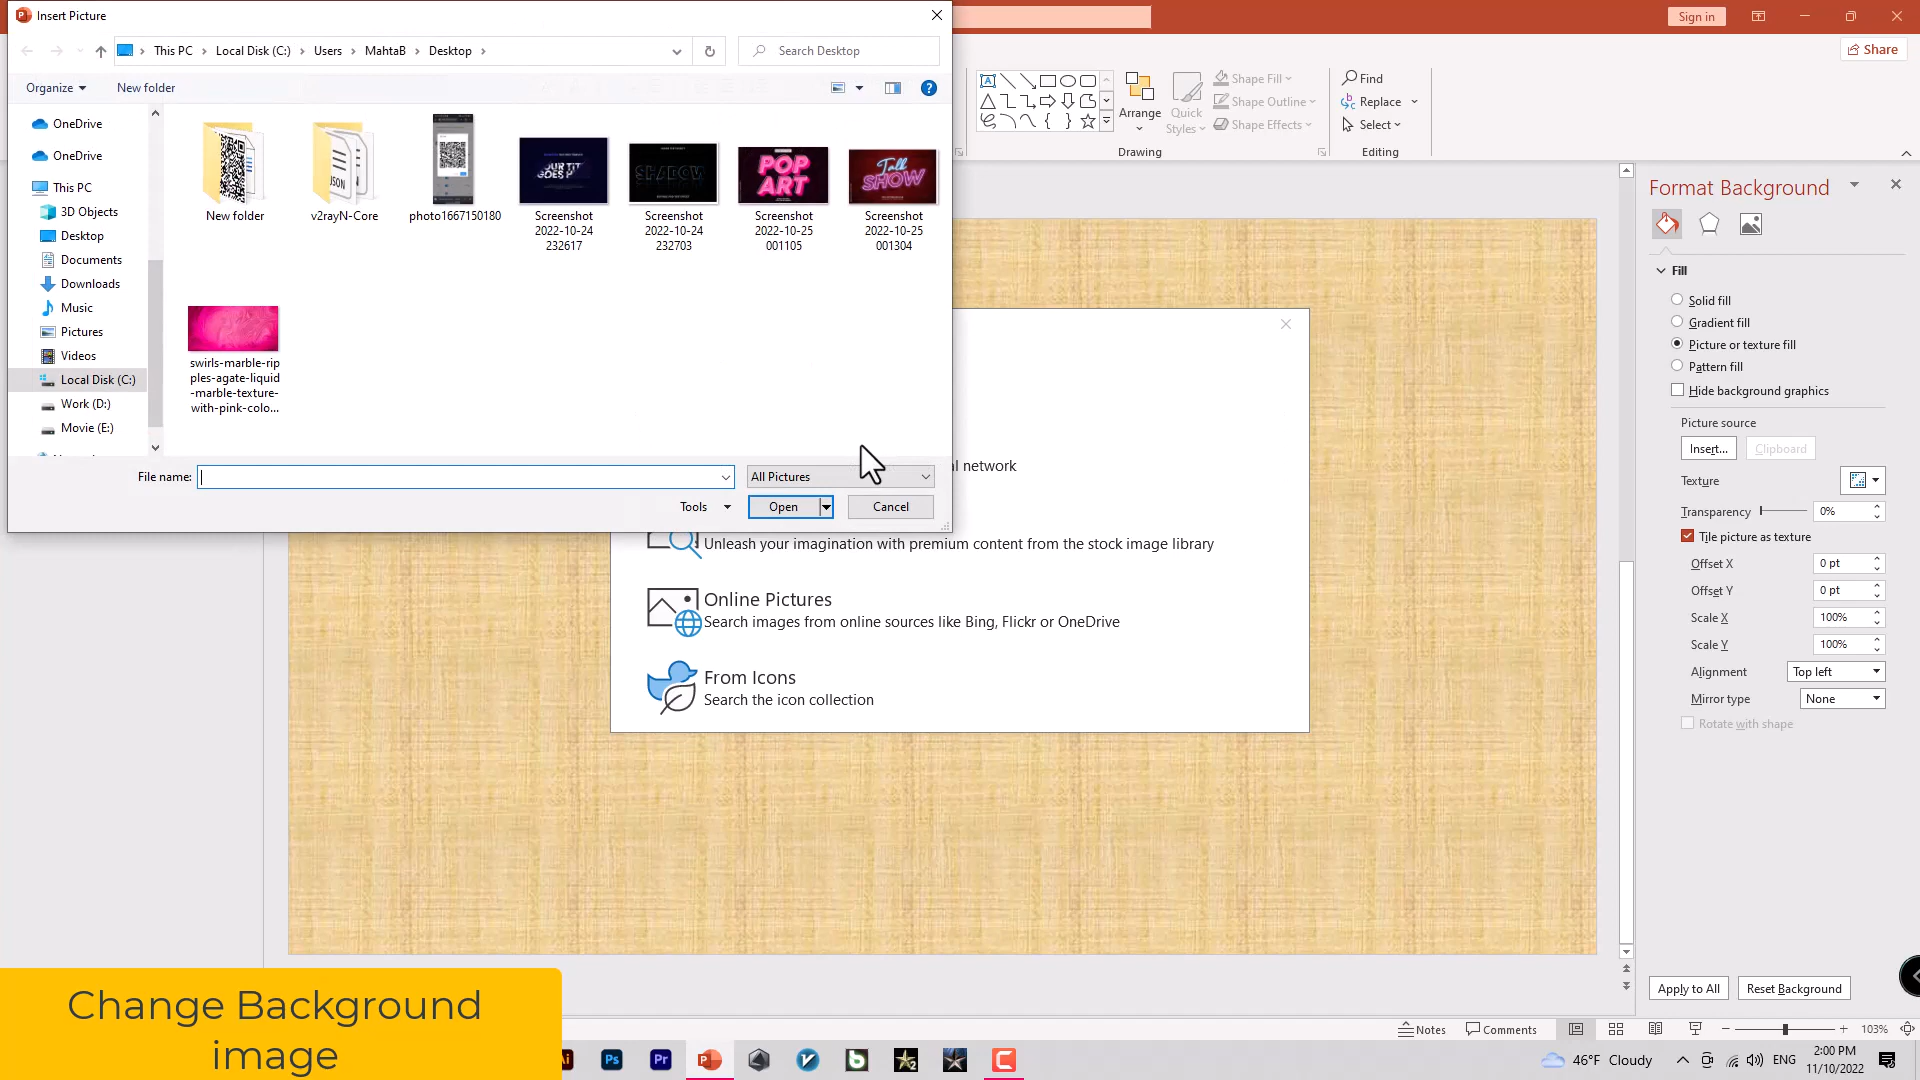 Insert Picture
Sign in
This PC
Local Disk (C:)
Users
MahtaB
Desktop
Search Desktop
Share
Organize
New folder
OneDrive
OneDrive
This PC
3D Objects
Desktop
Documents
Downloads
Music
Pictures
Videos
Local Disk (C:)
Work (D:)
Movie (E:)
New folder
v2rayN-Core
photo1667150180
Screenshot
2022-10-24
232617
Screenshot
2022-10-24
232703
POP
ART
Screenshot
2022-10-25
001105
Talk
SHOW
Screenshot
2022-10-25
001304
JSON
SHADOW
swirls-marble-rip
ples-agate-liquid
-marble-texture-
with-pink-colo...
File name:
All Pictures
Tools
Open
Cancel
Arrange
Quick
Styles
Shape Fill
Shape Outline
Shape Effects
Drawing
Find
Replace
Select
Editing
l network
Unleash your imagination with premium content from the stock image library
Online Pictures
Search images from online sources like Bing, Flickr or OneDrive
From Icons
Search the icon collection
Format Background
Fill
Solid fill
Gradient fill
Picture or texture fill
Pattern fill
Hide background graphics
Picture source
Insert...
Clipboard
Texture
Transparency
0%
Tile picture as texture
Offset X
0 pt
Offset Y
0 pt
Scale X
100%
Scale Y
100%
Alignment
Top left
Mirror type
None
Rotate with shape
Apply to All
Reset Background
Change Background
image
Notes
Comments
103%
Ai
Ps
Pr
46°F Cloudy
ENG
2:00 PM
11/10/2022